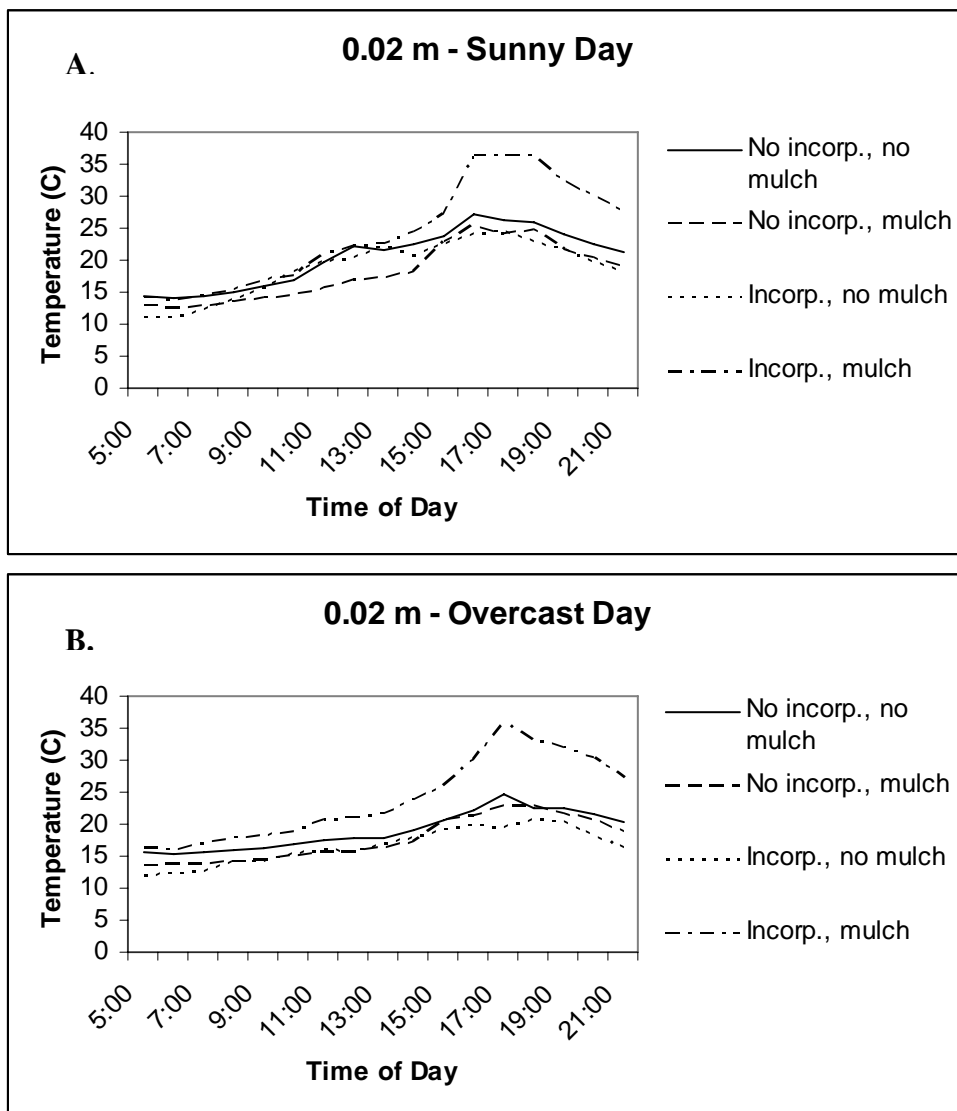 A.
0.02 m - Sunny Day
Temperature (C)
40
35
30
25
20
15
10
5
0
5:00
7:00
9:00
11:00
13:00
15:00
17:00
19:00
21:00
Time of Day
No incorp., no
mulch
No incorp., mulch
Incorp., no mulch
Incorp., mulch
B.
0.02 m - Overcast Day
Temperature (C)
40
35
30
25
20
15
10
5
0
5:00
7:00
9:00
11:00
13:00
15:00
17:00
19:00
21:00
Time of Day
No incorp., no
mulch
No incorp., mulch
Incorp., no mulch
Incorp., mulch